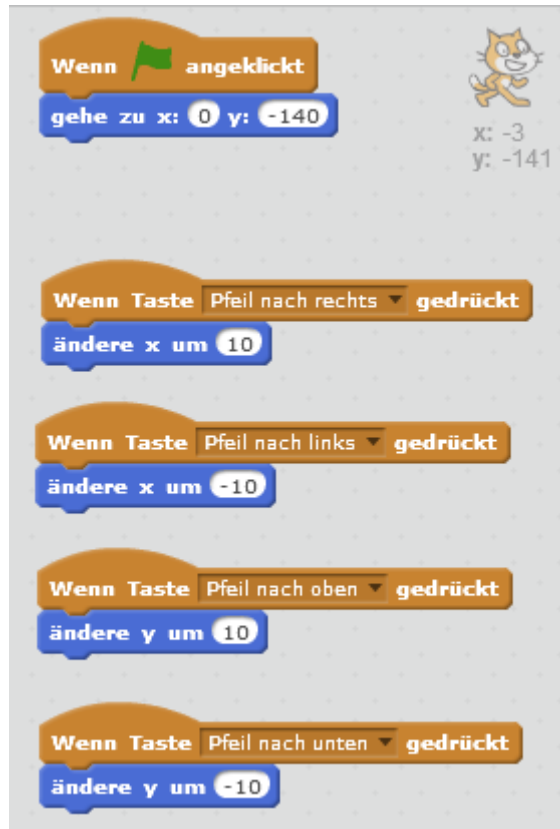 Wenn angeklickt
gehe zu x: 0 y: -140
x: -3
y: -141
Wenn Taste Pfeil nach rechts gedrückt
ändere x um 10
Wenn Taste Pfeil nach links gedrückt
ändere x um -10
Wenn Taste Pfeil nach oben gedrückt
ändere y um 10
Wenn Taste Pfeil nach unten gedrückt
ändere y um -10